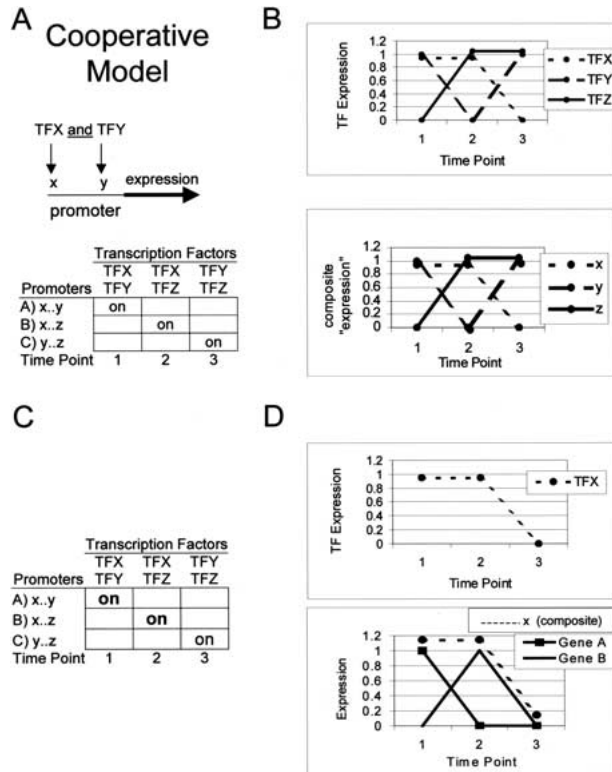 A
Cooperative
Model
TFX and TFY
x y expression
promoter
Transcription Factors
TFX TFX TFY
Promoters TFY TFZ TFZ
A) x..y on
B) x..z on
C) y..z on
Time Point 1 2 3
B
TF Expression
1.2
1
0.8
0.6
0.4
0.2
0
1 2 3
Time Point
TFX
TFY
TFZ
composite
"expression"
1.2
1
0.8
0.6
0.4
0.2
0
1 2 3
Time Point
x
y
z
C
Transcription Factors
TFX TFX TFY
Promoters TFY TFZ TFZ
A) x..y on
B) x..z on
C) y..z on
Time Point 1 2 3
D
TF Expression
1.2
1
0.8
0.6
0.4
0.2
0
1 2 3
Time Point
TFX
x (composite)
Gene A
Gene B
Expression
1.2
1
0.8
0.6
0.4
0.2
0
1 2 3
Time Point